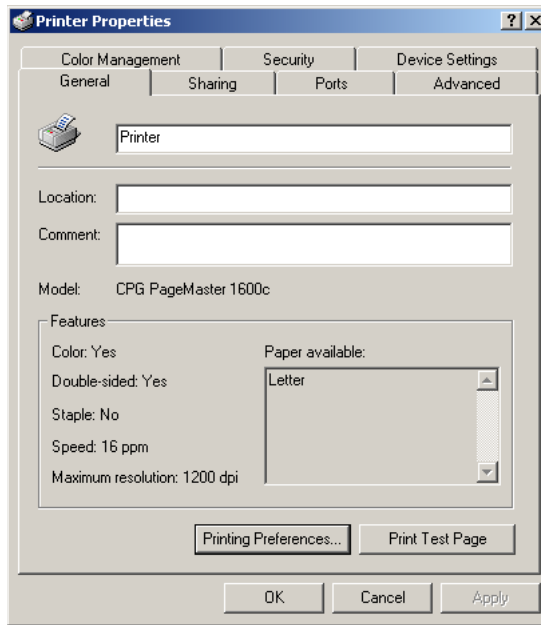 Printer Properties
Color Management Security Device Settings
General Sharing Ports Advanced
Printer
Location:
Comment:
Model: CPG PageMaster 1600c
Features
Color: Yes Paper available:
Double-sided: Yes Letter
Staple: No
Speed: 16 ppm
Maximum resolution: 1200 dpi
Printing Preferences... Print Test Page
OK Cancel Apply